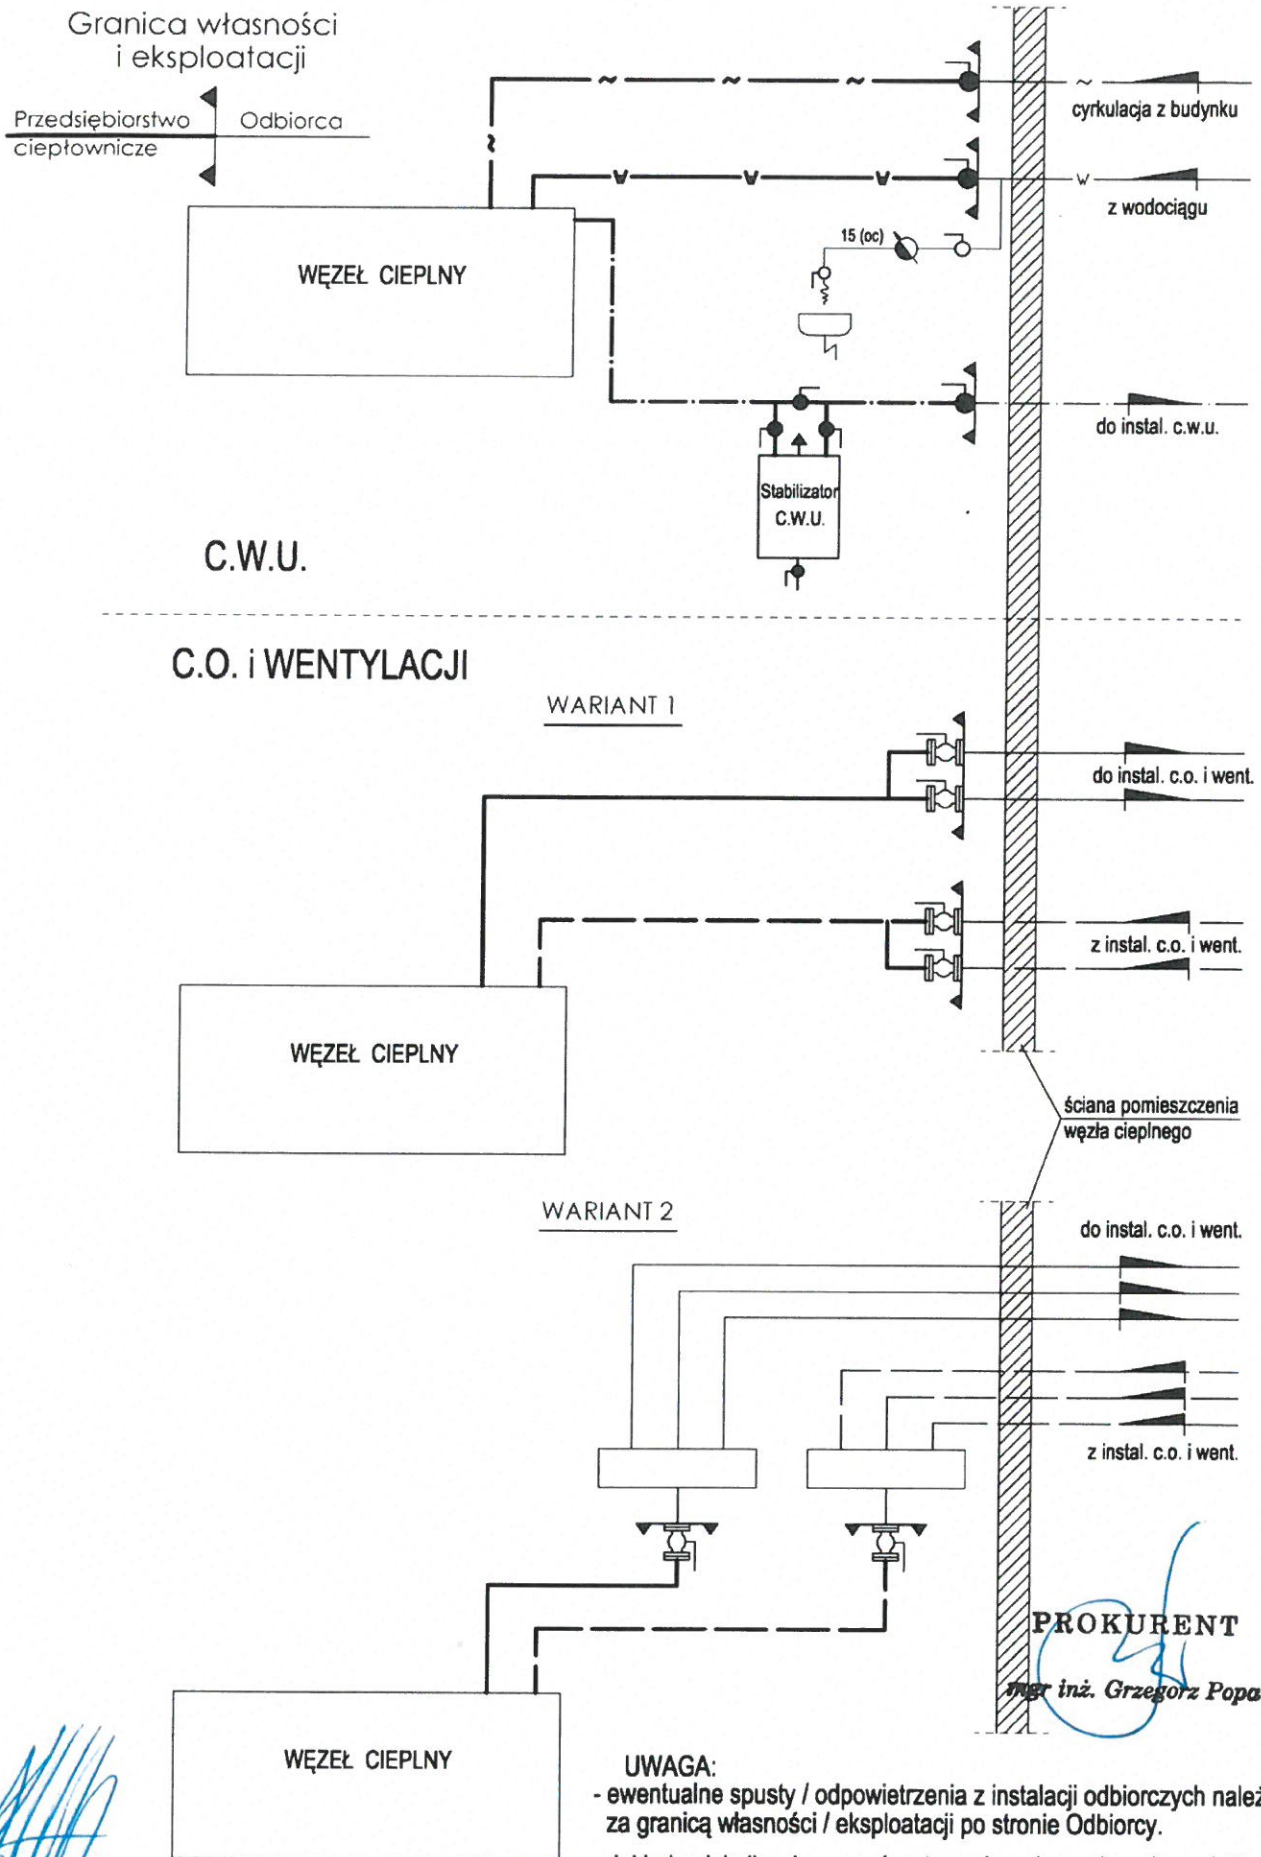 Granica własności
i eksploatacji
Przedsiębiorstwo
ciepłownicze
Odbiorca
~ ~ ~
~
~
cyrkulacja z budynku
W W W
W
z wodociągu
15 (oc)
WĘZEŁ CIEPLNY
do instal. c.w.u.
Stabilizator
C.W.U.
C.W.U.
C.O. i WENTYLACJI
WARIANT 1
do instal. c.o. i went.
z instal. c.o. i went.
WĘZEŁ CIEPLNY
ściana pomieszczenia
węzła cieplnego
WARIANT 2
do instal. c.o. i went.
z instal. c.o. i went.
PROKURENT
mgr inż. Grzegorz Popa
WĘZEŁ CIEPLNY
UWAGA:
- ewentualne spusty / odpowietrzenia z instalacji odbiorczych należ
za granicą własności / eksploatacji po stronie Odbiorcy.